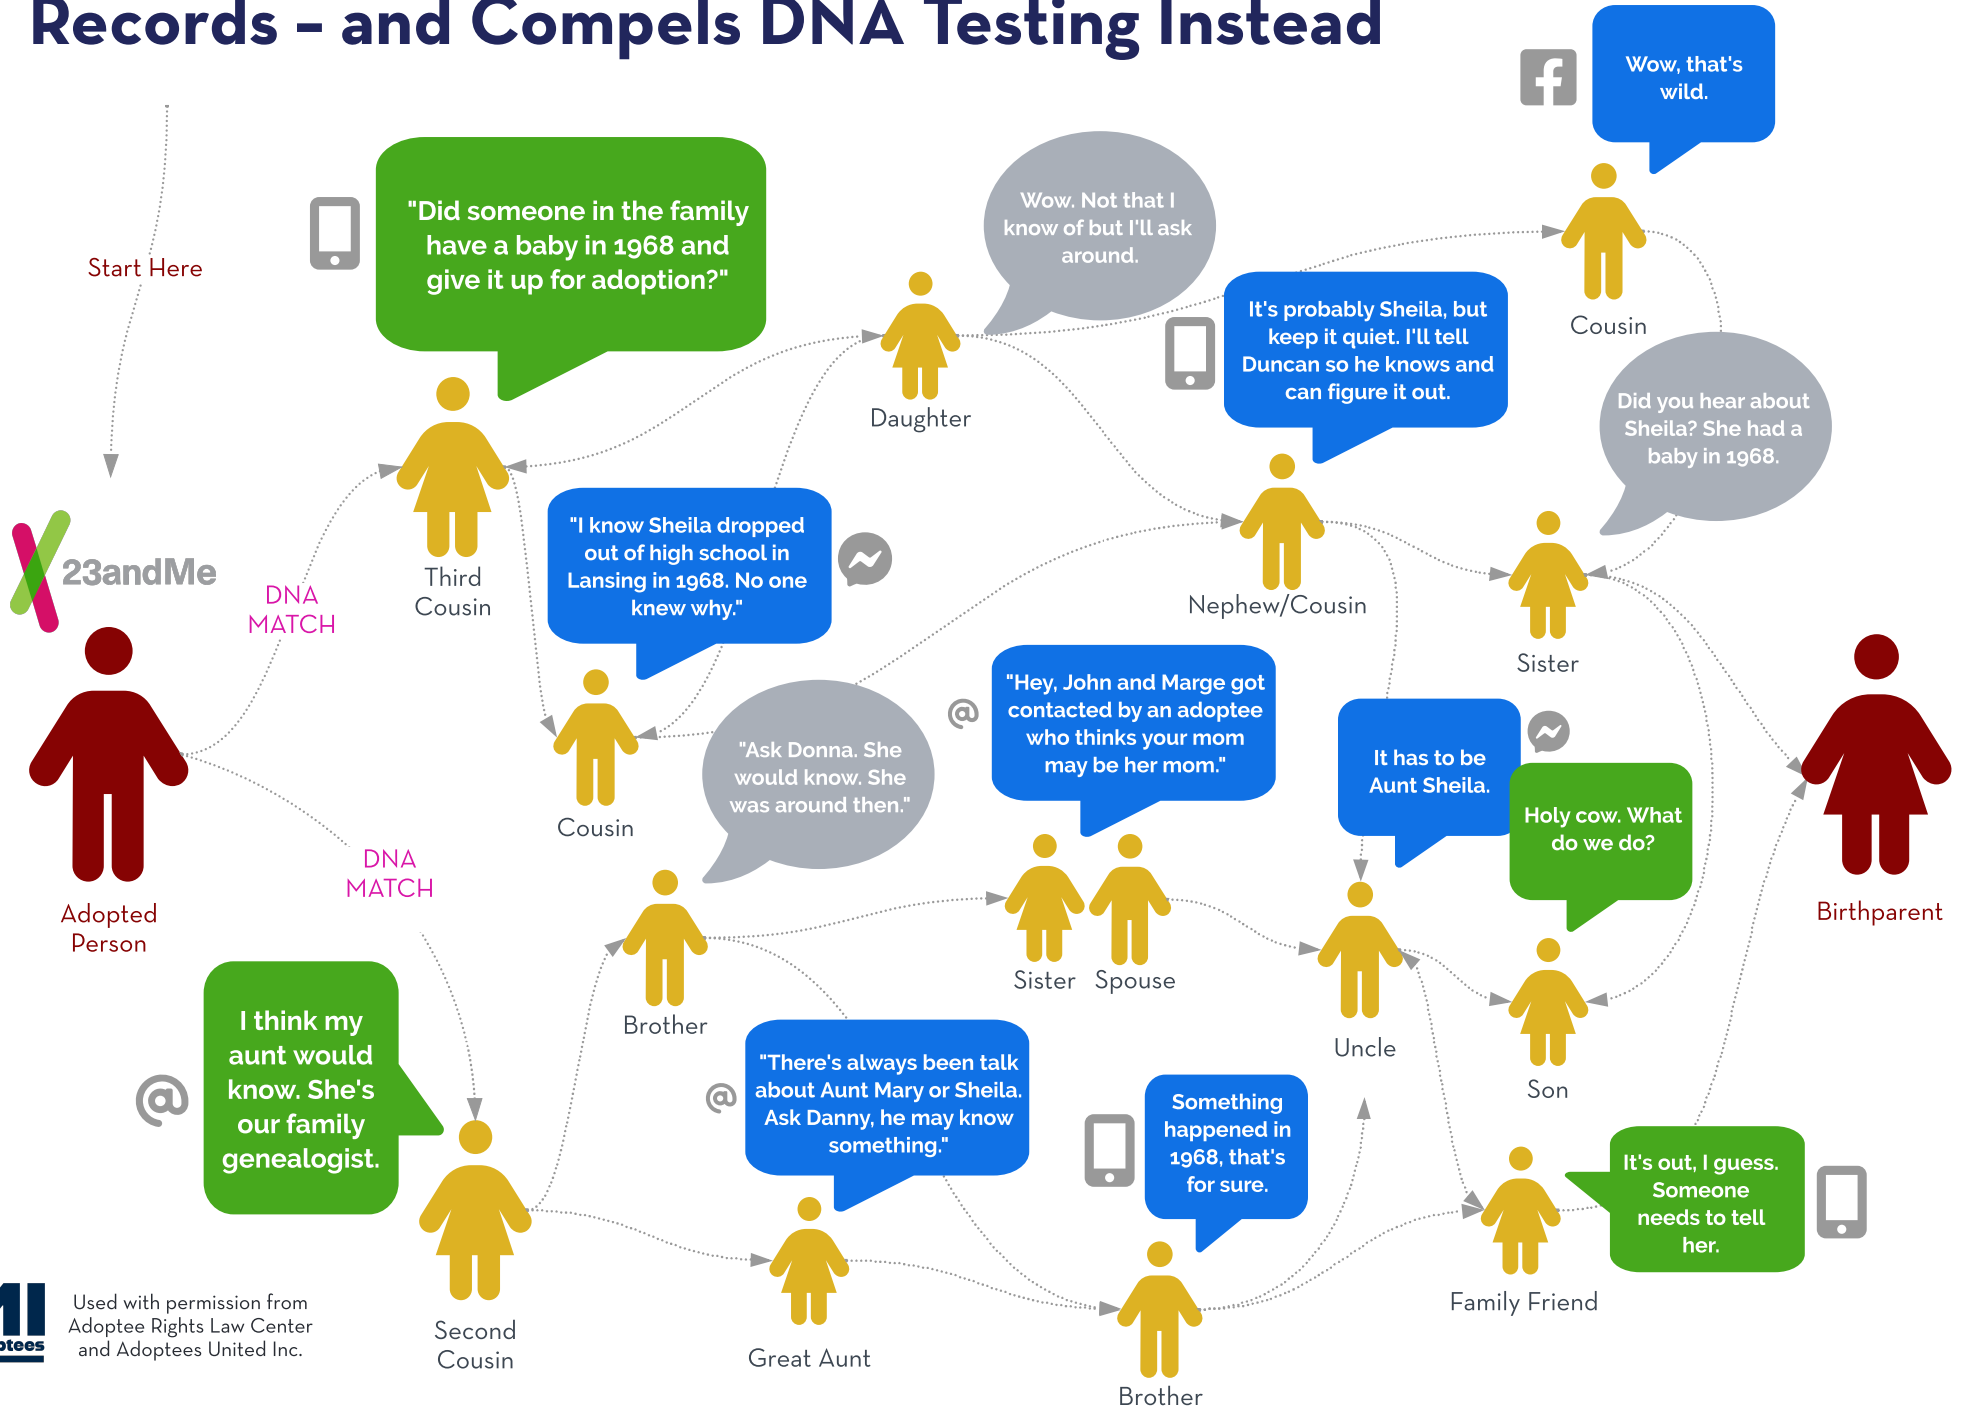 Records – and Compels DNA Testing Instead
Wow, that's
wild.
Start Here
"Did someone in the family
have a baby in 1968 and
give it up for adoption?"
Wow. Not that I
know of but I'll ask
around.
It's probably Sheila, but
keep it quiet. I'll tell
Duncan so he knows and
can figure it out.
Cousin
Did you hear about
Sheila? She had a
baby in 1968.
Daughter
"I know Sheila dropped
out of high school in
Lansing in 1968. No one
knew why."
23andMe
DNA
MATCH
Third
Cousin
Nephew/Cousin
Sister
"Hey, John and Marge got
contacted by an adoptee
who thinks your mom
may be her mom."
"Ask Donna. She
would know. She
was around then."
It has to be
Aunt Sheila.
Holy cow. What
do we do?
Cousin
DNA
MATCH
Adopted
Person
Birthparent
Brother
Sister
Spouse
Uncle
Son
I think my
aunt would
know. She's
our family
genealogist.
"There's always been talk
about Aunt Mary or Sheila.
Ask Danny, he may know
something."
Something
happened in
1968, that's
for sure.
It's out, I guess.
Someone
needs to tell
her.
Family Friend
Second
Cousin
Great Aunt
Brother
Used with permission from
Adoptee Rights Law Center
and Adoptees United Inc.